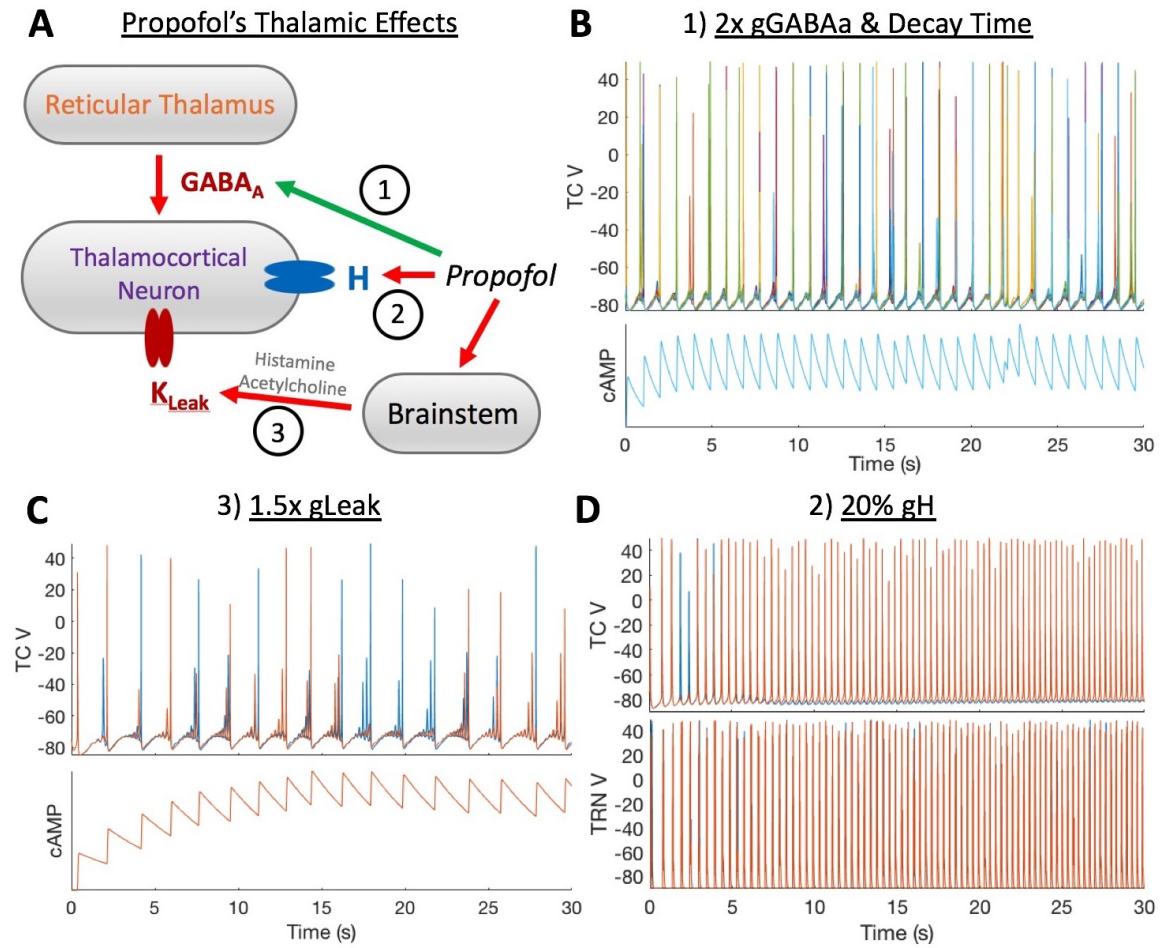 A
Propofol’s Thalamic Effects
Reticular Thalamus
GABAA
1
Thalamocortical
Neuron
H
Propofol
2
Histamine
Acetylcholine
KLeak
3
Brainstem
B
1) 2x gGABAa & Decay Time
TC V
40
20
0
-20
-40
-60
-80
cAMP
0 5 10 15 20 25 30
Time (s)
C
3) 1.5x gLeak
TC V
40
20
0
-20
-40
-60
-80
cAMP
0 5 10 15 20 25 30
Time (s)
D
2) 20% gH
TC V
40
20
0
-20
-40
-60
-80
TRN V
40
20
0
-20
-40
-60
-80
0 5 10 15 20 25 30
Time (s)